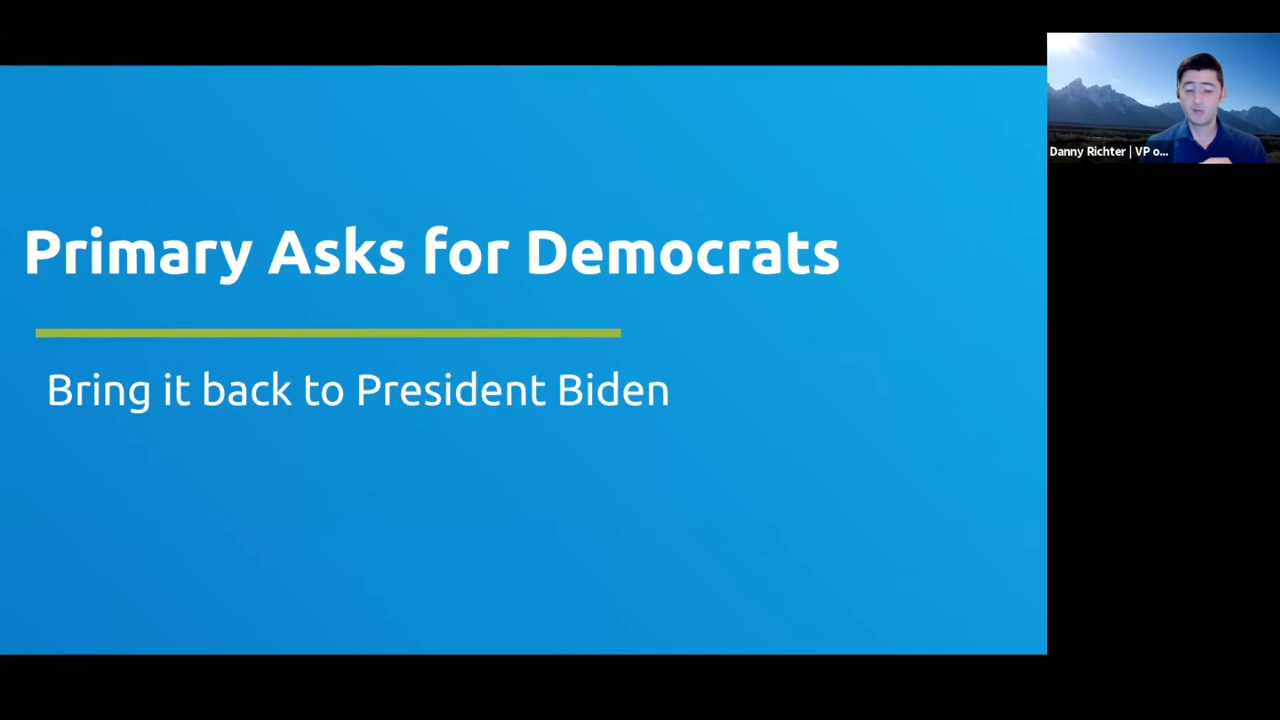 Primary Asks for Democrats
Bring it back to President Biden
Danny Richter | VP o...